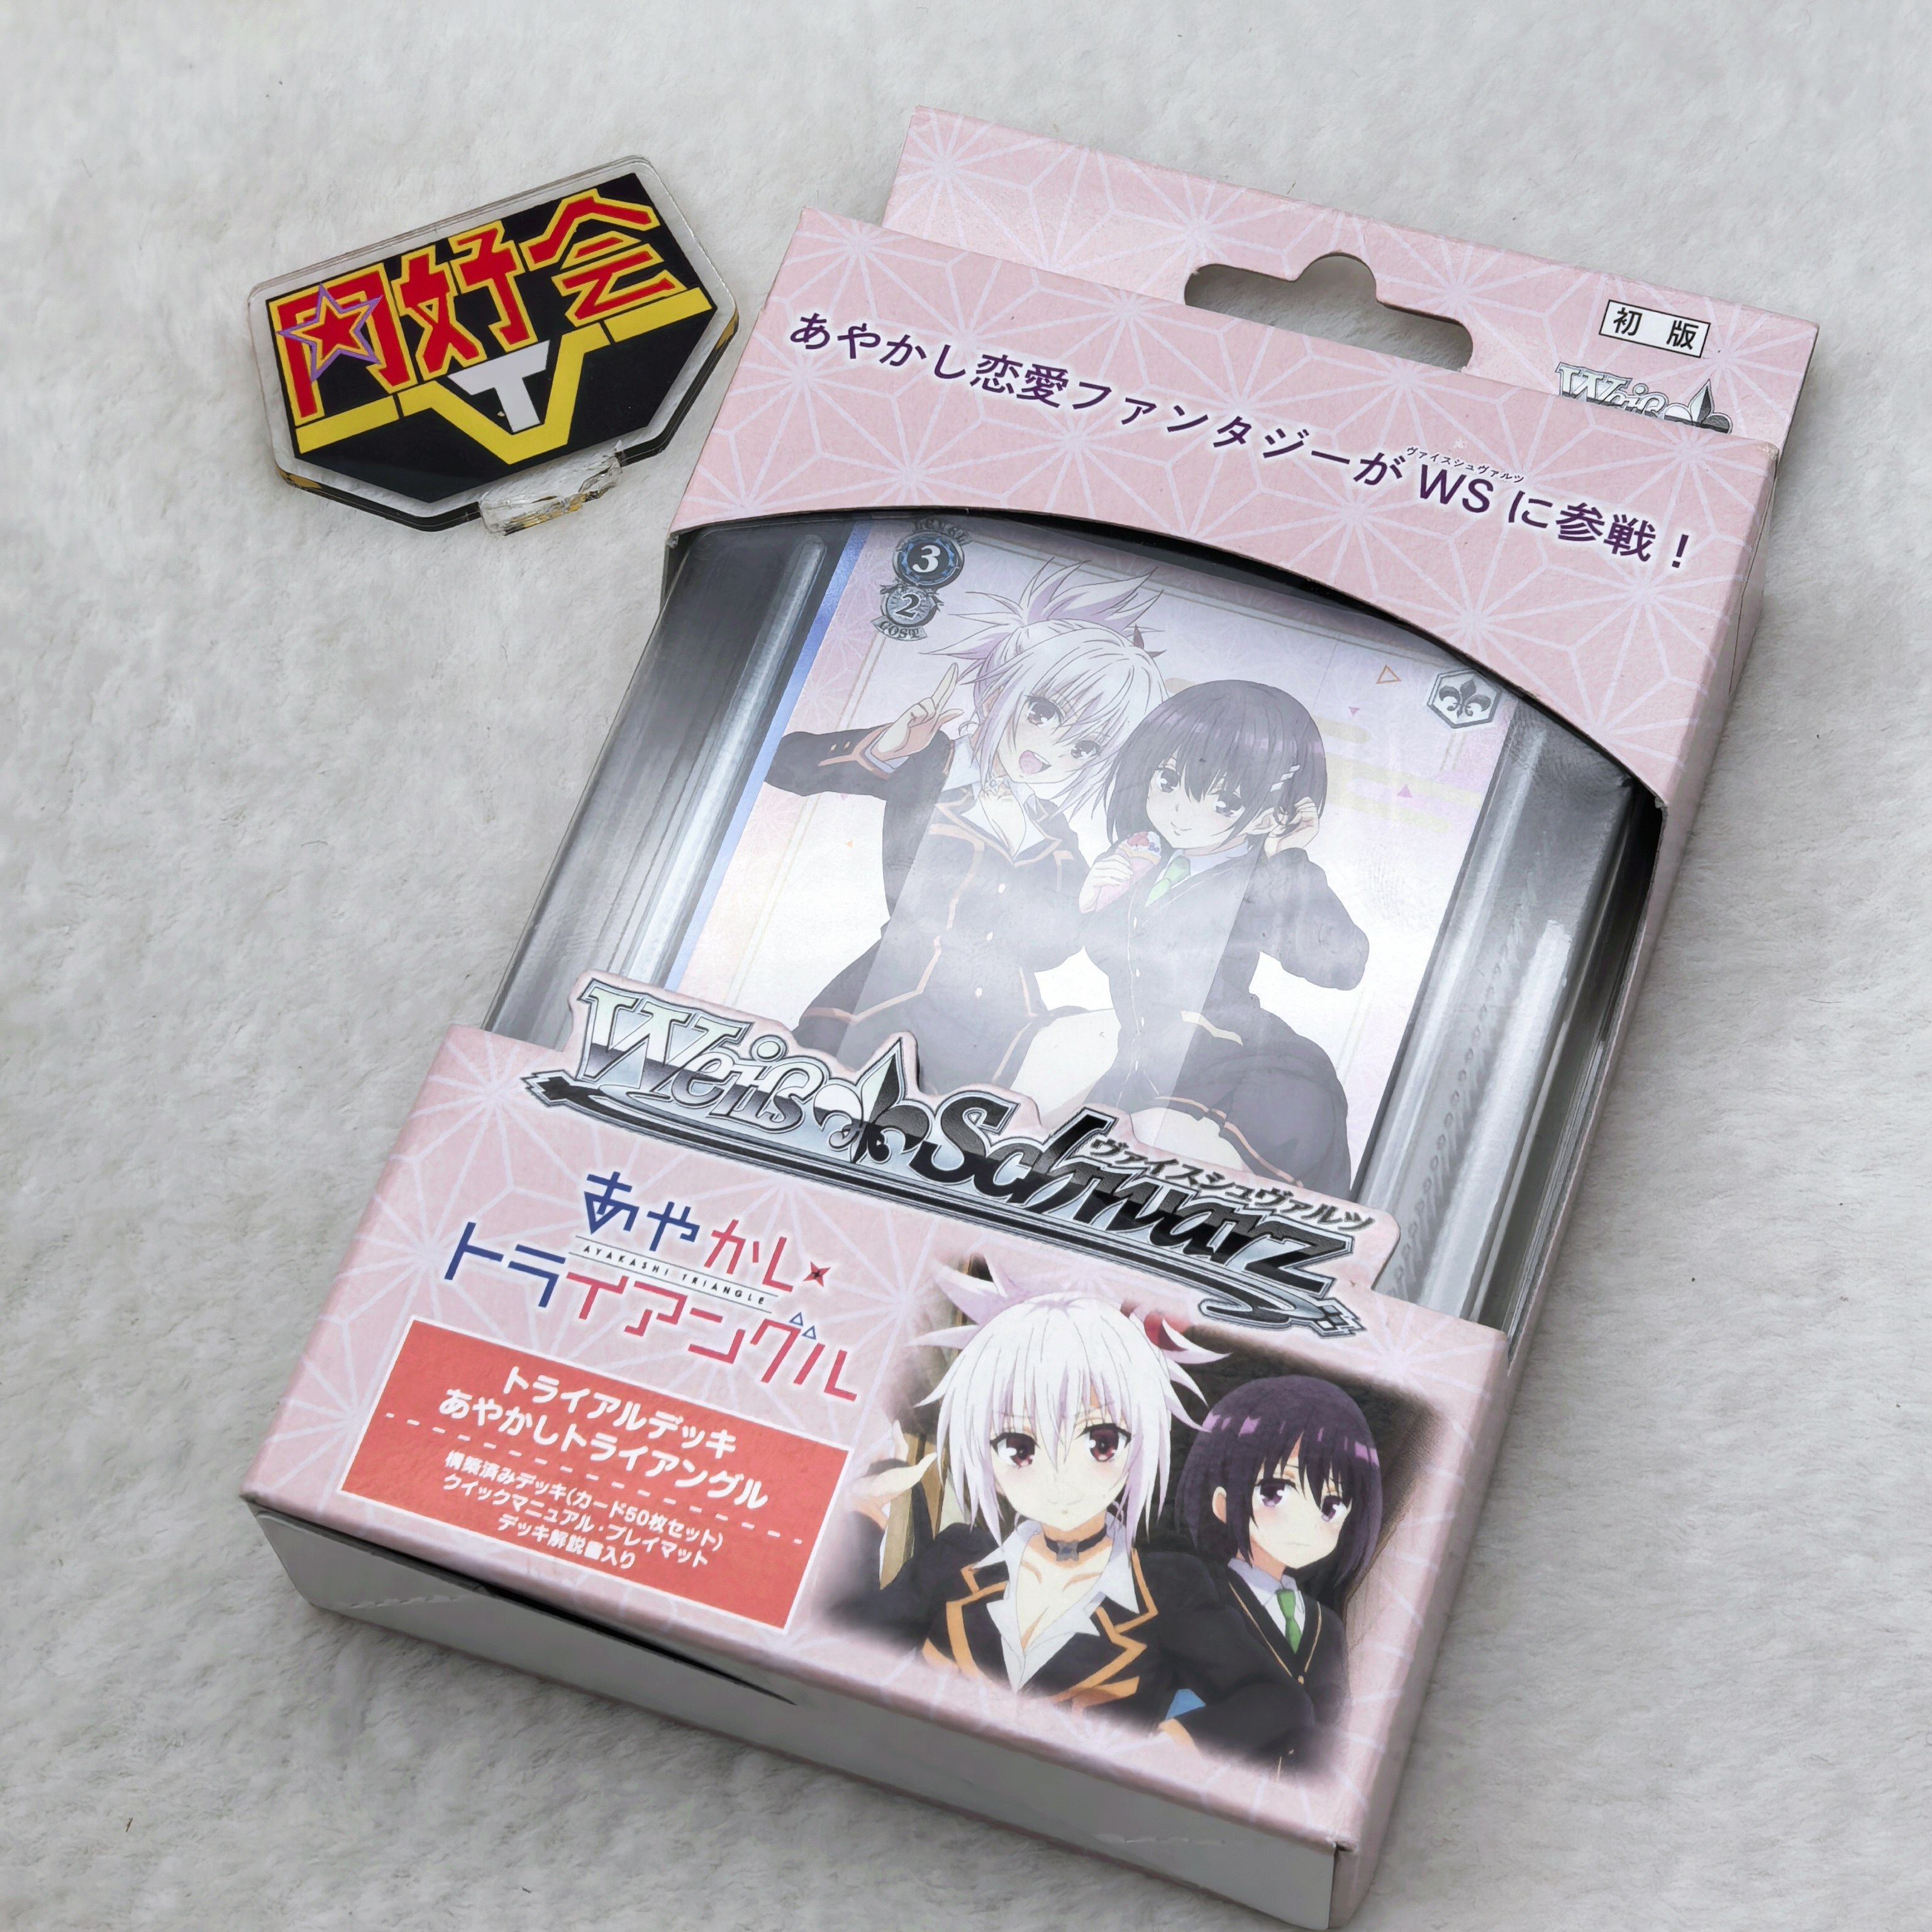 同好会
T
初版
Weiß
あやかし恋愛ファンタジーがWSに参戦！
ヴァイスシュヴァルツ
LEVEL
3
2
COST
Weiß Schwarz
ヴァイスシュヴァルツ
あやかし
AYAKASHI TRIANGLE
トライアングル
トライアルデッキ
あやかしトライアングル
構築済みデッキ（カード50枚セット）
クイックマニュアル・プレイマット
デッキ解説書入り